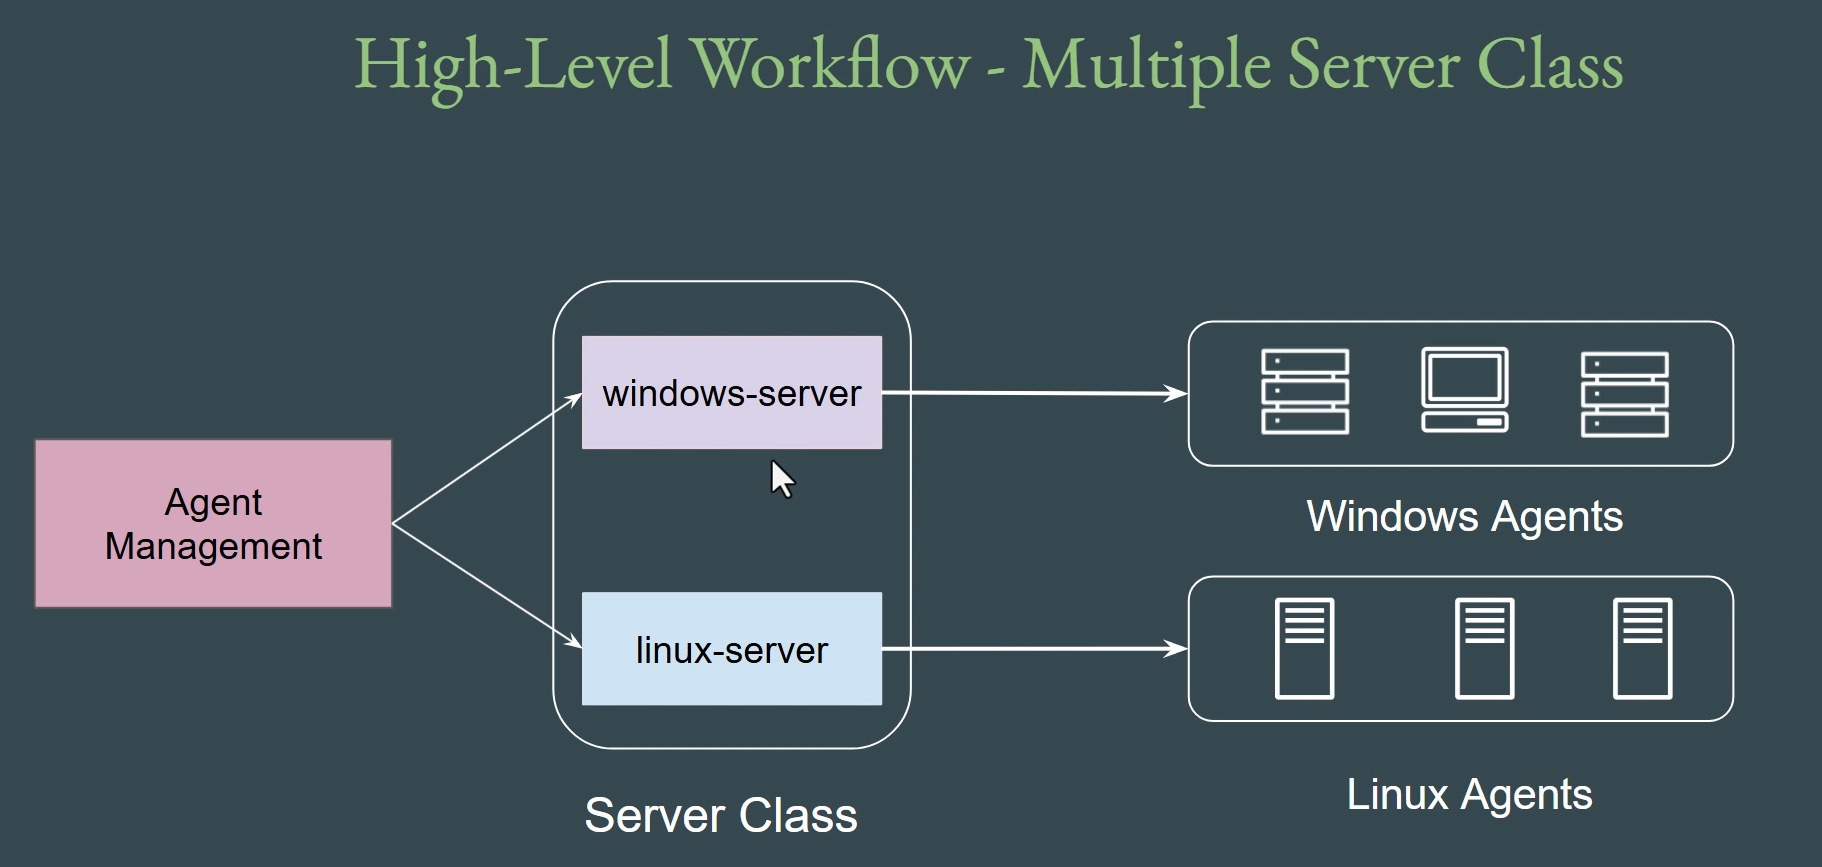 High-Level Workflow - Multiple Server Class
Agent
Management
windows-server
linux-server
Server Class
Windows Agents
Linux Agents